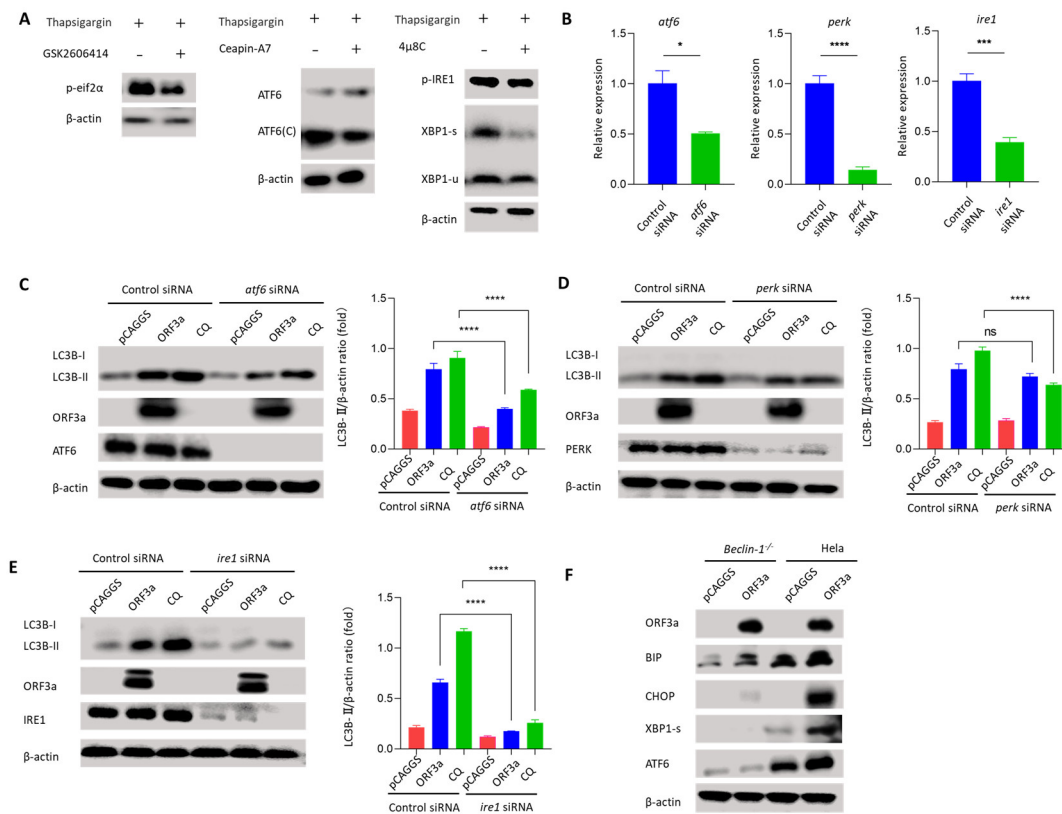 A
Thapsigargin + +
GSK2606414 – +
p-eif2α
β-actin
Thapsigargin + +
Ceapin-A7 – +
ATF6
ATF6(C)
β-actin
Thapsigargin + +
4μ8C – +
p-IRE1
XBP1-s
XBP1-u
β-actin
B
atf6
Relative expression
1.5
1.0
0.5
0.0
*
Control siRNA
atf6 siRNA
perk
Relative expression
1.5
1.0
0.5
0.0
****
Control siRNA
perk siRNA
ire1
Relative expression
1.5
1.0
0.5
0.0
***
Control siRNA
ire1 siRNA
C
Control siRNA atf6 siRNA
pCAGGS ORF3a CQ pCAGGS ORF3a CQ
LC3B-I
LC3B-II
ORF3a
ATF6
β-actin
LC3B-Ⅱ/β-actin ratio (fold)
1.5
1.0
0.5
0.0
****
****
pCAGGS ORF3a CQ pCAGGS ORF3a CQ
Control siRNA atf6 siRNA
D
Control siRNA perk siRNA
pCAGGS ORF3a CQ pCAGGS ORF3a CQ
LC3B-I
LC3B-II
ORF3a
PERK
β-actin
LC3B-Ⅱ/β-actin ratio (fold)
1.5
1.0
0.5
0.0
****
ns
pCAGGS ORF3a CQ pCAGGS ORF3a CQ
Control siRNA perk siRNA
E
Control siRNA ire1 siRNA
pCAGGS ORF3a CQ pCAGGS ORF3a CQ
LC3B-I
LC3B-II
ORF3a
IRE1
β-actin
LC3B-Ⅱ/β-actin ratio (fold)
1.5
1.0
0.5
0.0
****
****
pCAGGS ORF3a CQ pCAGGS ORF3a CQ
Control siRNA ire1 siRNA
F
Beclin-1-/- Hela
pCAGGS ORF3a pCAGGS ORF3a
ORF3a
BIP
CHOP
XBP1-s
ATF6
β-actin